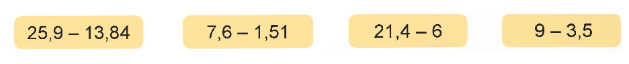 25,9 – 13,84 7,6 – 1,51 21,4 – 6 9 – 3,5